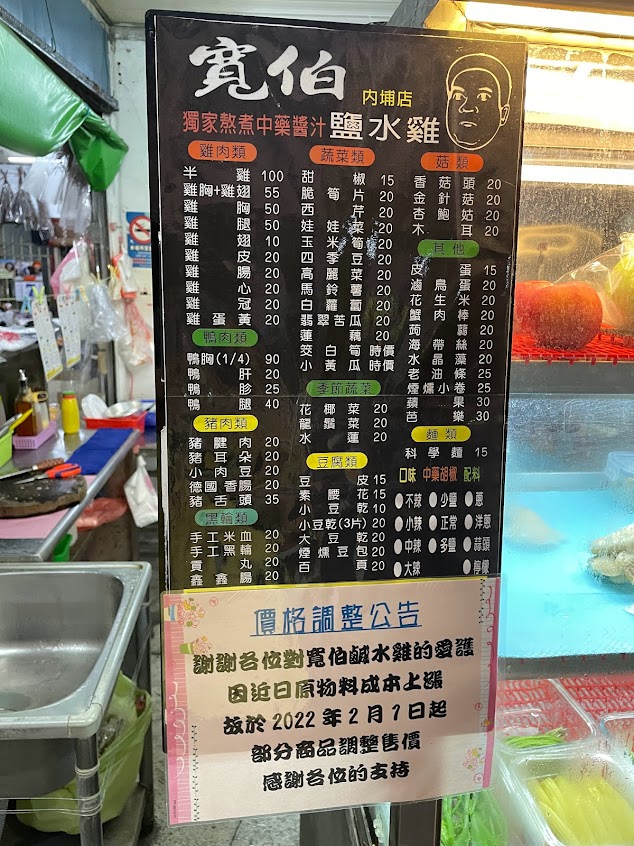 寬伯
內埔店
獨家熬煮中藥醬汁 鹽水雞
雞肉類
半雞 100
雞胸+雞翅 55
雞胸 50
雞腿 50
雞翅 10
雞皮 20
雞腸 20
雞心 20
雞冠 20
雞蛋黃 20
鴨肉類
鴨胸(1/4) 90
鴨肝 20
鴨胗 25
鴨腿 40
豬肉類
豬腱肉 20
豬耳朵 20
小肉豆 20
德國香腸 20
豬舌頭 35
黑輪類
手工米血 20
手工黑輪 20
貢丸 20
鑫鑫腸 20
蔬菜類
甜椒 15
脆筍片 20
西芹 20
娃娃菜 20
玉米筍 20
四季豆 20
高麗菜 20
馬鈴薯 20
白蘿蔔 20
翡翠苦瓜 20
蓮藕 20
筊白筍 時價
小黃瓜 時價
季節蔬菜
花椰菜 20
龍鬚菜 20
水蓮 20
豆腐類
豆皮 15
素腰花 15
小豆乾 10
小豆乾(3片) 20
大豆乾 20
煙燻豆包 20
百頁 20
菇類
香菇頭 20
金針菇 20
杏鮑菇 20
木耳 20
其他
皮蛋 15
滷鳥蛋 20
花生米 20
蟹肉棒 20
蒟蒻 20
海帶絲 20
水晶藻 20
老油條 25
煙燻小卷 25
蘋果 30
芭樂 30
麵類
科學麵 15
口味 中藥胡椒 配料
不辣 少鹽 蔥
小辣 正常 洋蔥
中辣 多鹽 蒜頭
大辣 檸檬
價格調整公告
謝謝各位對寬伯鹹水雞的愛護
因近日原物料成本上漲
故於 2022 年 2 月 7 日起
部分商品調整售價
感謝各位的支持